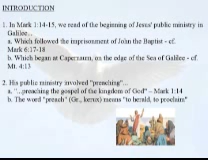 INTRODUCTION
1. In Mark 1:14-15, we read of the beginning of Jesus' public ministry in
Galilee...
a. Which followed the imprisonment of John the Baptist - cf.
Mark 6:17-18
b. Which began at Capernaum, on the edge of the Sea of Galilee - cf.
Mt. 4:13
2. His public ministry involved "preaching"...
a. "...preaching the gospel of the kingdom of God" – Mark 1:14
b. The word "preach" (Gr., kerux) means "to herald, to proclaim"